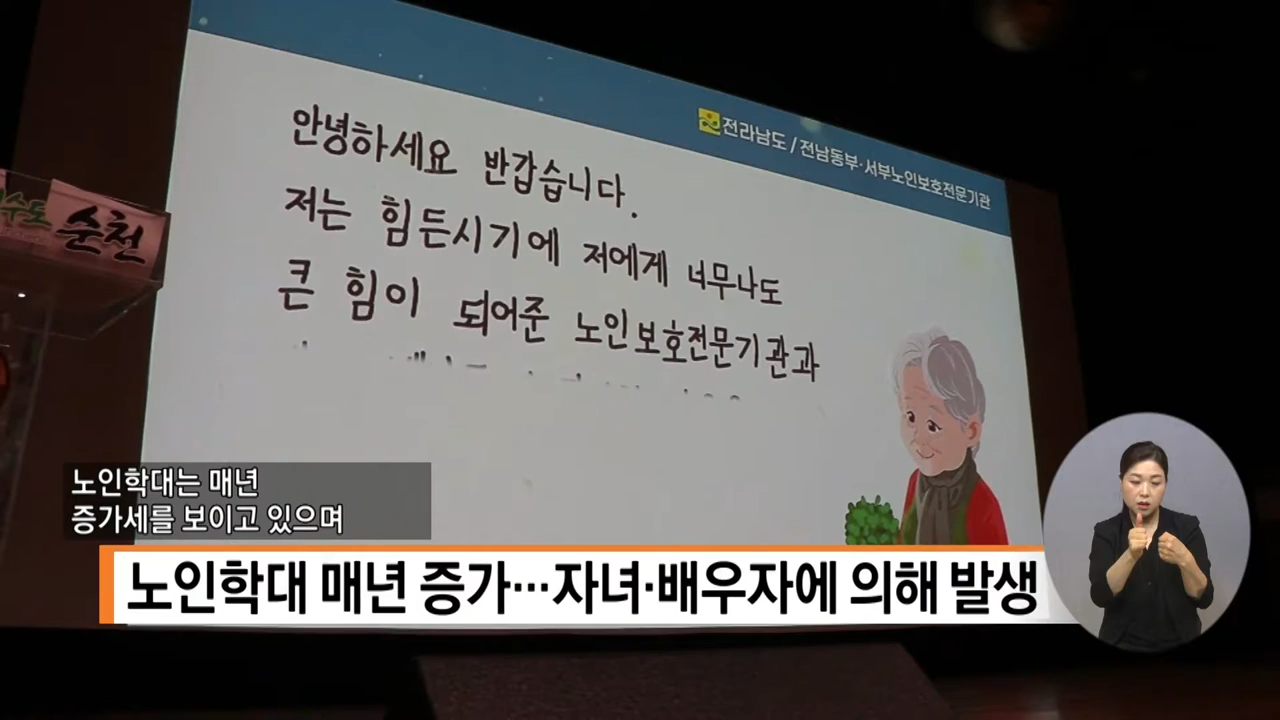 전라남도 / 전남동부·서부노인보호전문기관
안녕하세요 반갑습니다.
저는 힘든시기에 저에게 너무나도
큰 힘이 되어준 노인보호전문기관과
순천
노인학대는 매년
증가세를 보이고 있으며
노인학대 매년 증가…자녀·배우자에 의해 발생